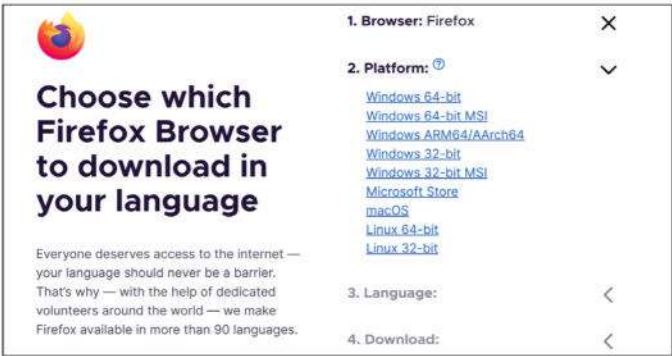 Choose which
Firefox Browser
to download in
your language
Everyone deserves access to the internet —
your language should never be a barrier.
That's why — with the help of dedicated
volunteers around the world — we make
Firefox available in more than 90 languages.
1. Browser: Firefox
2. Platform: ?
Windows 64-bit
Windows 64-bit MSI
Windows ARM64/AArch64
Windows 32-bit
Windows 32-bit MSI
Microsoft Store
macOS
Linux 64-bit
Linux 32-bit
3. Language:
4. Download: